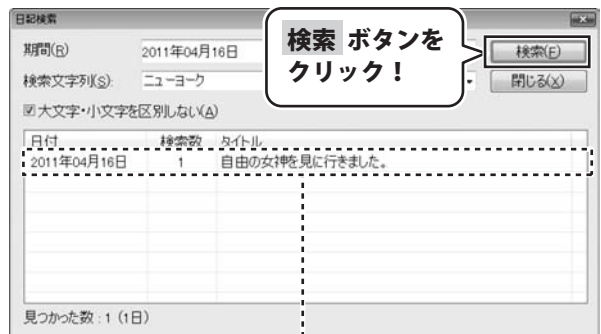 日記検索
期間(R) 2011年04月16日
検索 ボタンを
クリック！
検索(F)
検索文字列(S): ニューヨーク
閉じる(X)
大文字・小文字を区別しない(A)
日付 検索数 タイトル
2011年04月16日 1 自由の女神を見に行きました。
見つかった数 : 1 (1日)